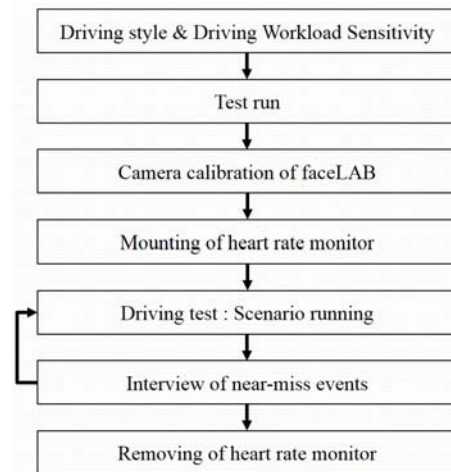 Driving style & Driving Workload Sensitivity
Test run
Camera calibration of faceLAB
Mounting of heart rate monitor
Driving test : Scenario running
Interview of near-miss events
Removing of heart rate monitor